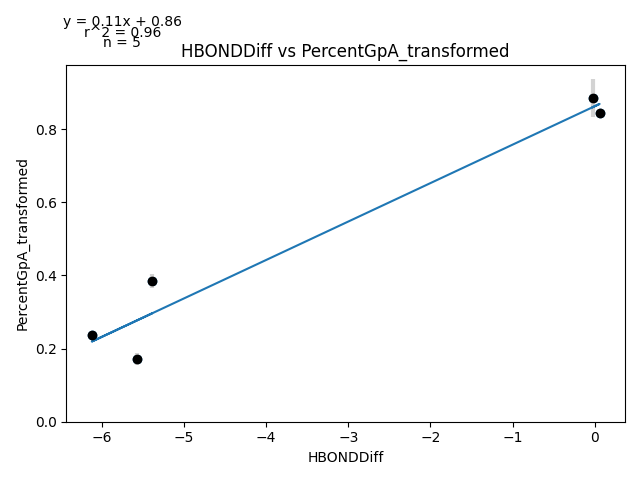 y = 0.11x + 0.86
r^2 = 0.96
n = 5
HBONDDiff vs PercentGpA_transformed
PercentGpA_transformed
0.8
0.6
0.4
0.2
0.0
−6
−5
−4
−3
−2
−1
0
HBONDDiff